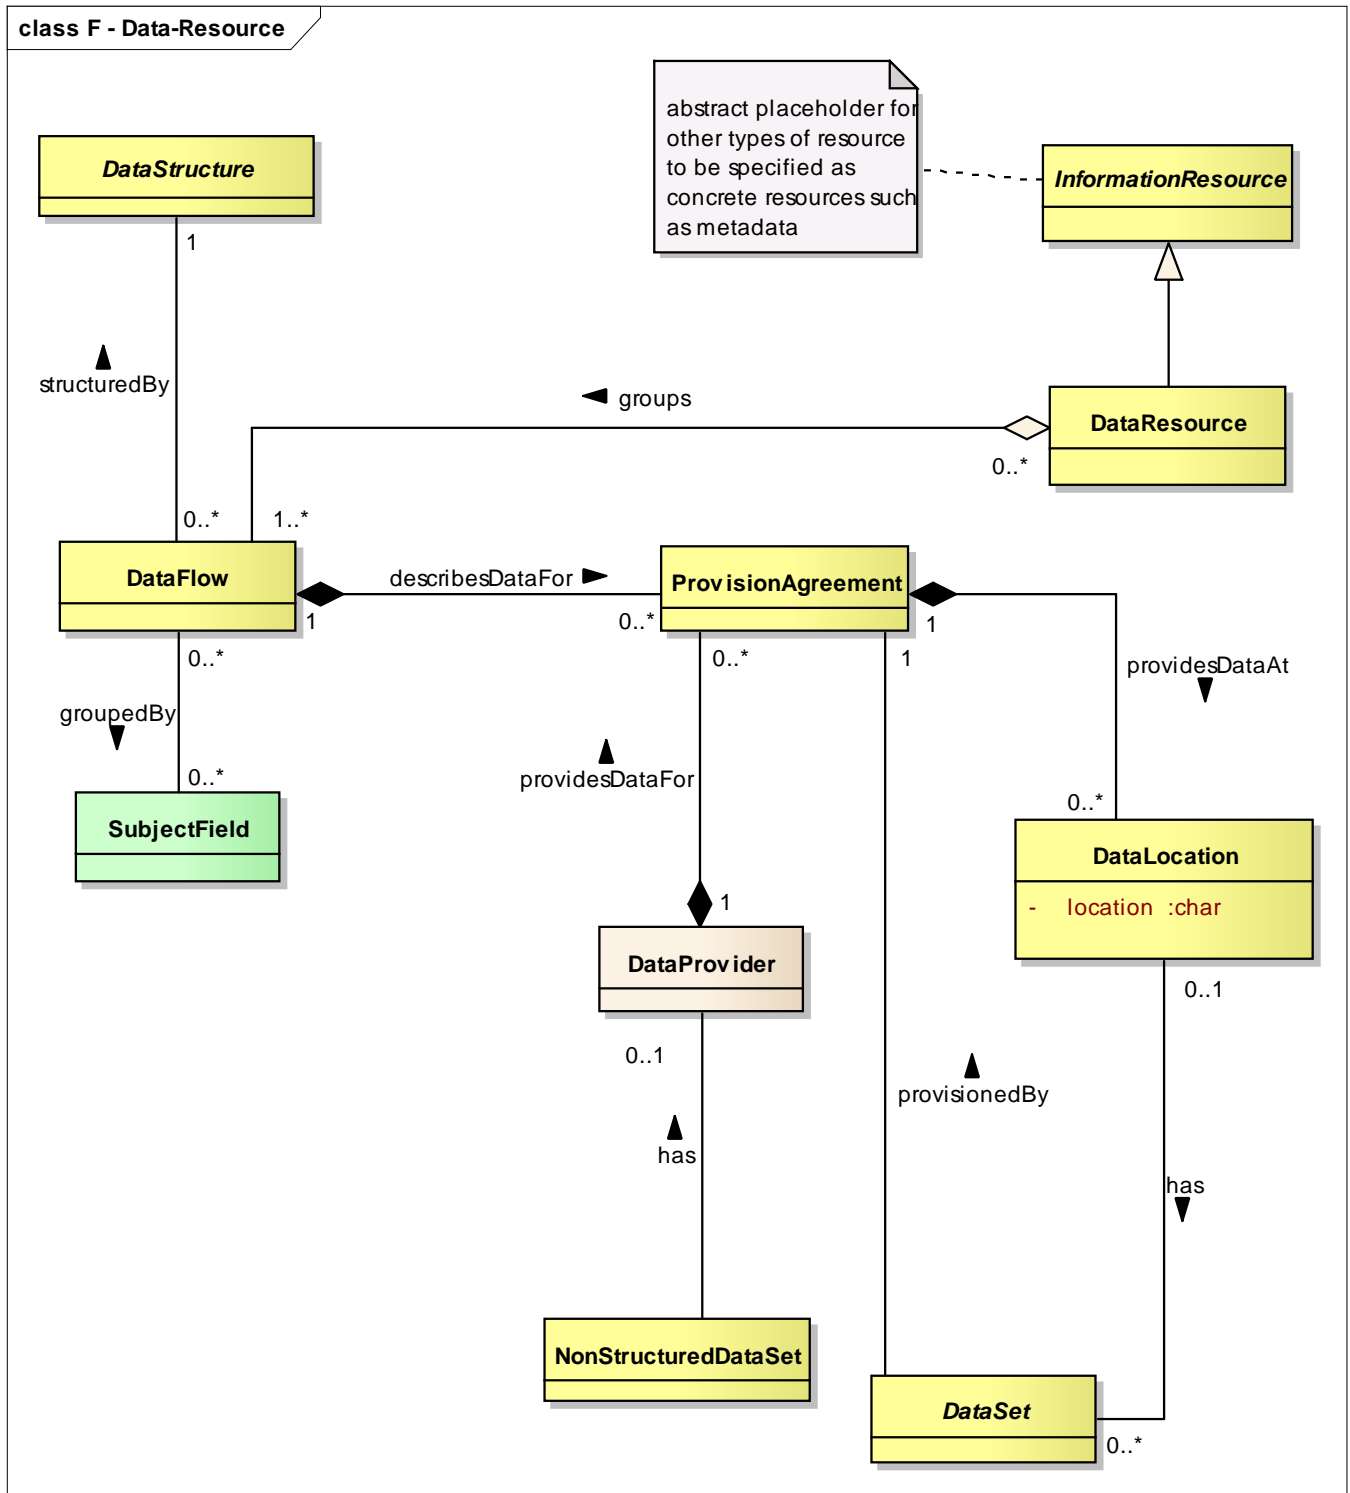 class F - Data-Resource
abstract placeholder for
other types of resource
to be specified as
concrete resources such
as metadata
DataStructure
InformationResource
1
structuredBy
groups
DataResource
0..*
0..*
1..*
DataFlow
describesDataFor
ProvisionAgreement
1
0..*
1
0..*
0..*
1
providesDataAt
groupedBy
providesDataFor
0..*
0..*
SubjectField
DataLocation
- location :char
1
DataProvider
0..1
0..1
provisionedBy
has
has
NonStructuredDataSet
DataSet
0..*